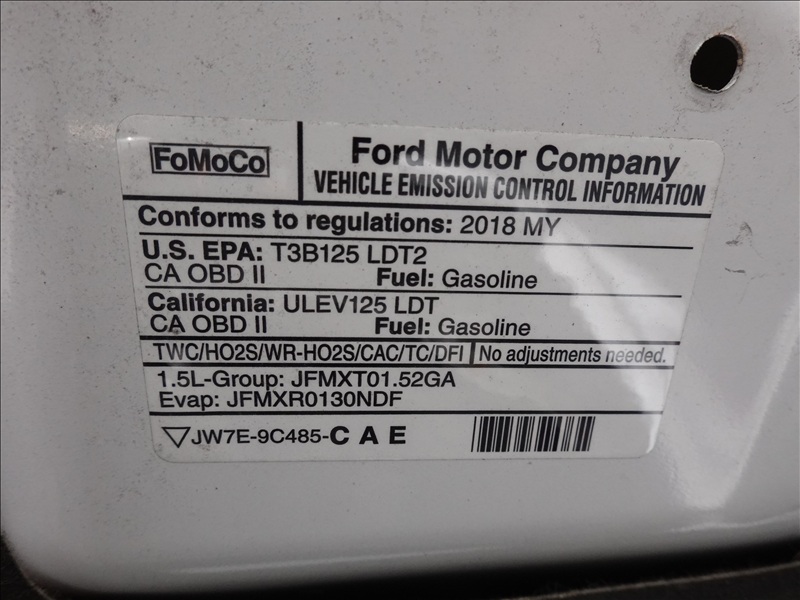 FoMoCo
Ford Motor Company
VEHICLE EMISSION CONTROL INFORMATION
Conforms to regulations: 2018 MY
U.S. EPA: T3B125 LDT2
CA OBD II Fuel: Gasoline
California: ULEV125 LDT
CA OBD II Fuel: Gasoline
TWC/HO2S/WR-HO2S/CAC/TC/DFI No adjustments needed.
1.5L-Group: JFMXT01.52GA
Evap: JFMXR0130NDF
JW7E-9C485-C A E